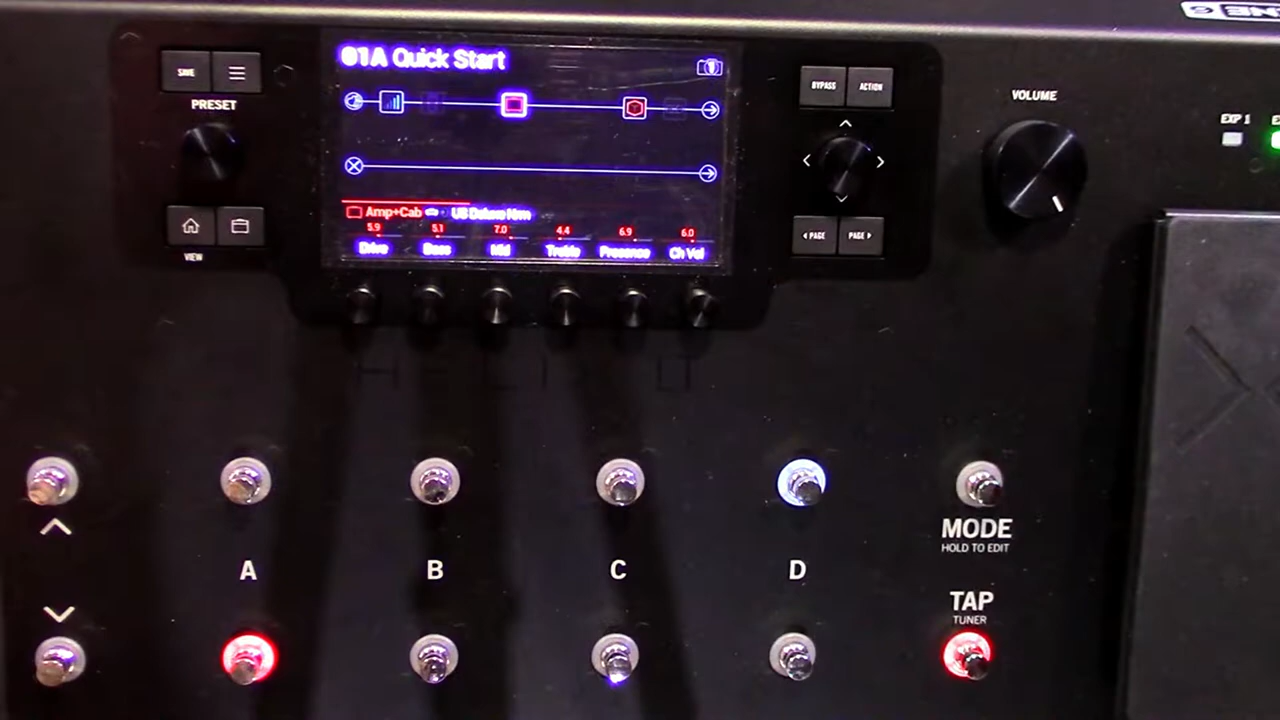 SAVE
PRESET
VIEW
01A Quick Start
Amp+Cab US Deluxe Nrm
5.9 5.1 7.0 4.4 6.9 6.0
Drive Bass Mid Treble Presence Ch Vol
BYPASS ACTION
< PAGE PAGE >
VOLUME
EXP 1
A B C D
MODE
HOLD TO EDIT
TAP
TUNER